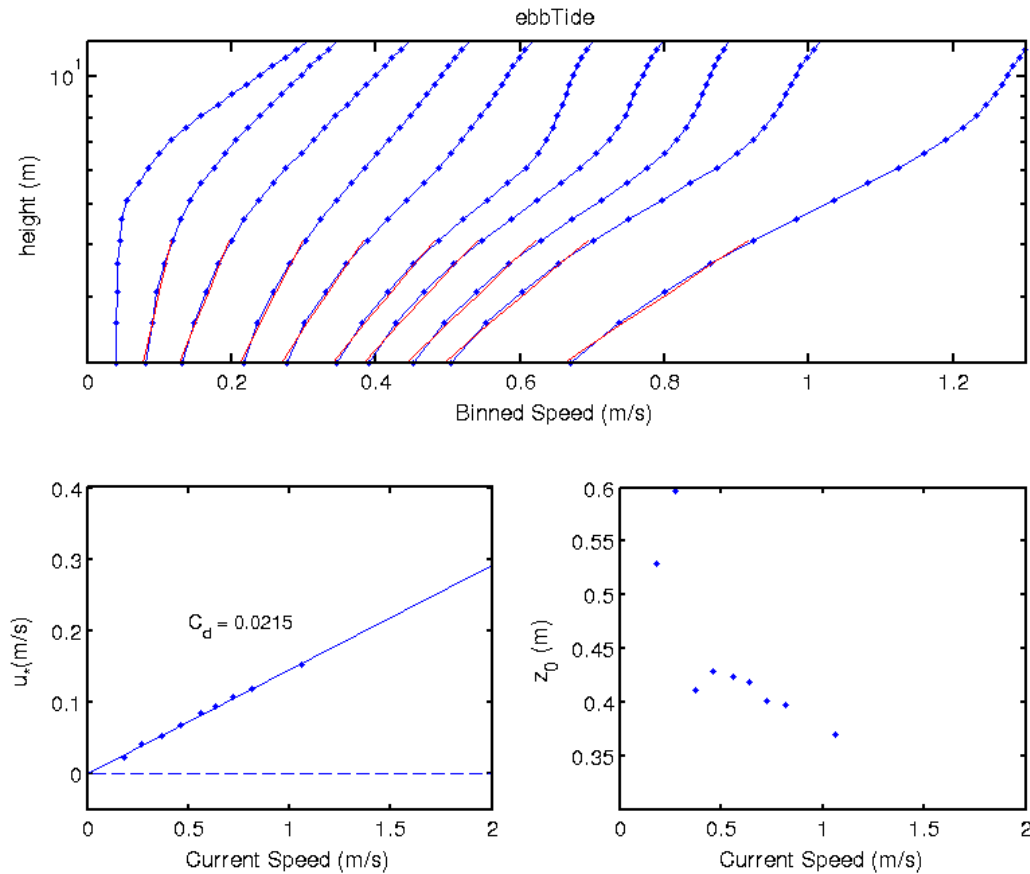 ebbTide
10^1
height (m)
0 0.2 0.4 0.6 0.8 1 1.2
Binned Speed (m/s)
0.4
0.3
0.2
0.1
0
u_*(m/s)
C_d = 0.0215
0 0.5 1 1.5 2
Current Speed (m/s)
0.6
0.55
0.5
0.45
0.4
0.35
z_0 (m)
0 0.5 1 1.5 2
Current Speed (m/s)